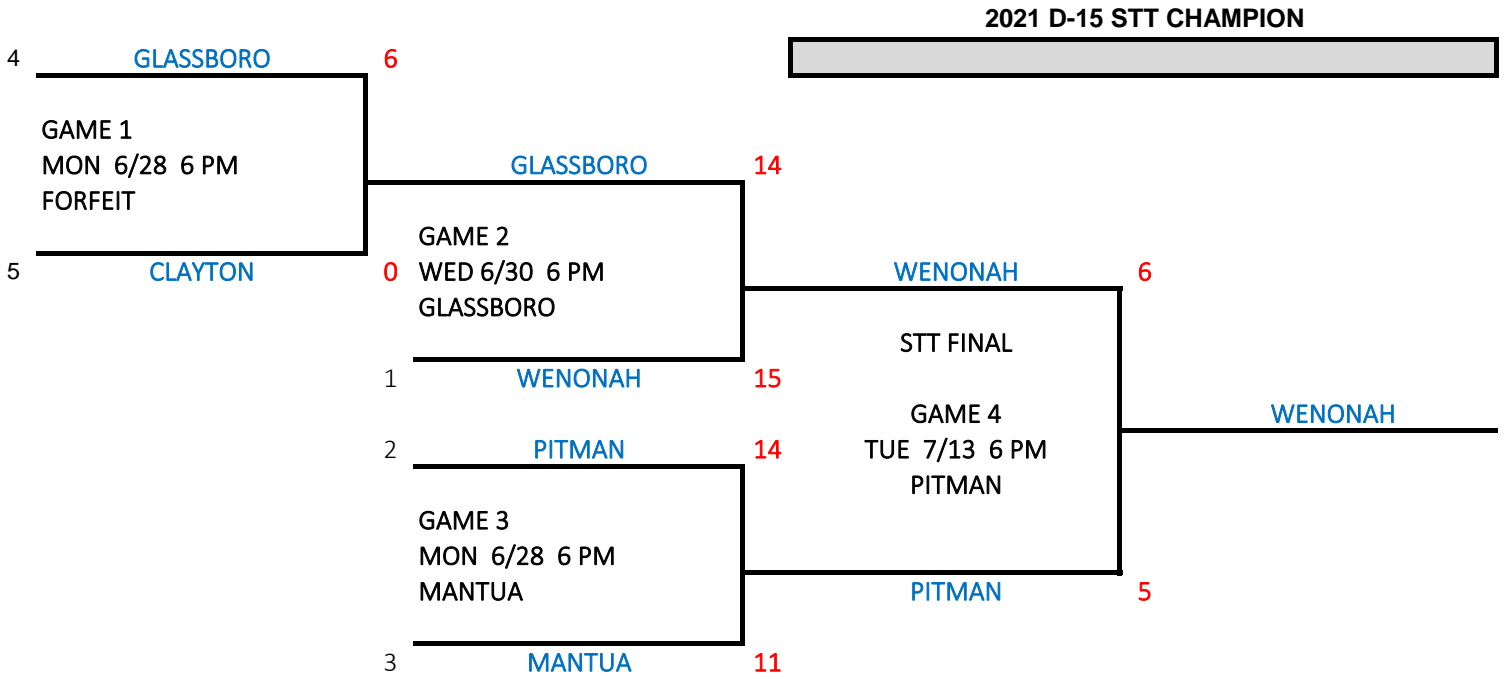 2021 D-15 STT CHAMPION
4 GLASSBORO 6
GAME 1
MON 6/28 6 PM
FORFEIT
5 CLAYTON 0
GLASSBORO 14
GAME 2
WED 6/30 6 PM
GLASSBORO
1 WENONAH 15
2 PITMAN 14
GAME 3
MON 6/28 6 PM
MANTUA
3 MANTUA 11
WENONAH 6
STT FINAL
GAME 4
TUE 7/13 6 PM
PITMAN
PITMAN 5
WENONAH